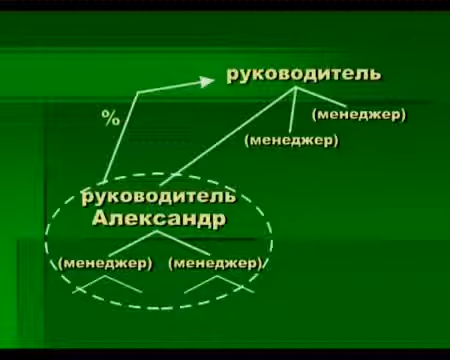 руководитель
(менеджер)
%
(менеджер)
руководитель
Александр
(менеджер) (менеджер)